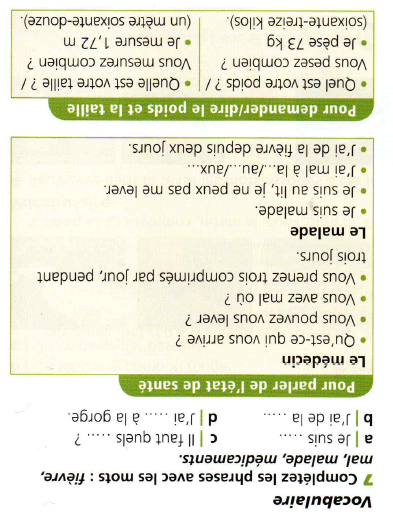 Vocabulaire
7 Complétez les phrases avec les mots : fièvre,
mal, malade, médicaments.
a | Je suis .....
b | J'ai de la .....
c | Il faut quels ..... ?
d | J'ai ..... à la gorge.
Pour parler de l'état de santé
Le médecin
• Qu'est-ce qui vous arrive ?
• Vous pouvez vous lever ?
• Vous avez mal où ?
• Vous prenez trois comprimés par jour, pendant
trois jours.
Le malade
• Je suis malade.
• Je suis au lit, je ne peux pas me lever.
• J'ai mal à la.../au.../aux...
• J'ai de la fièvre depuis deux jours.
Pour demander/dire le poids et la taille
• Quel est votre poids ? /
Vous pesez combien ?
• Je pèse 73 kg
(soixante-treize kilos).
• Quelle est votre taille ? /
Vous mesurez combien ?
• Je mesure 1,72 m
(un mètre soixante-douze).